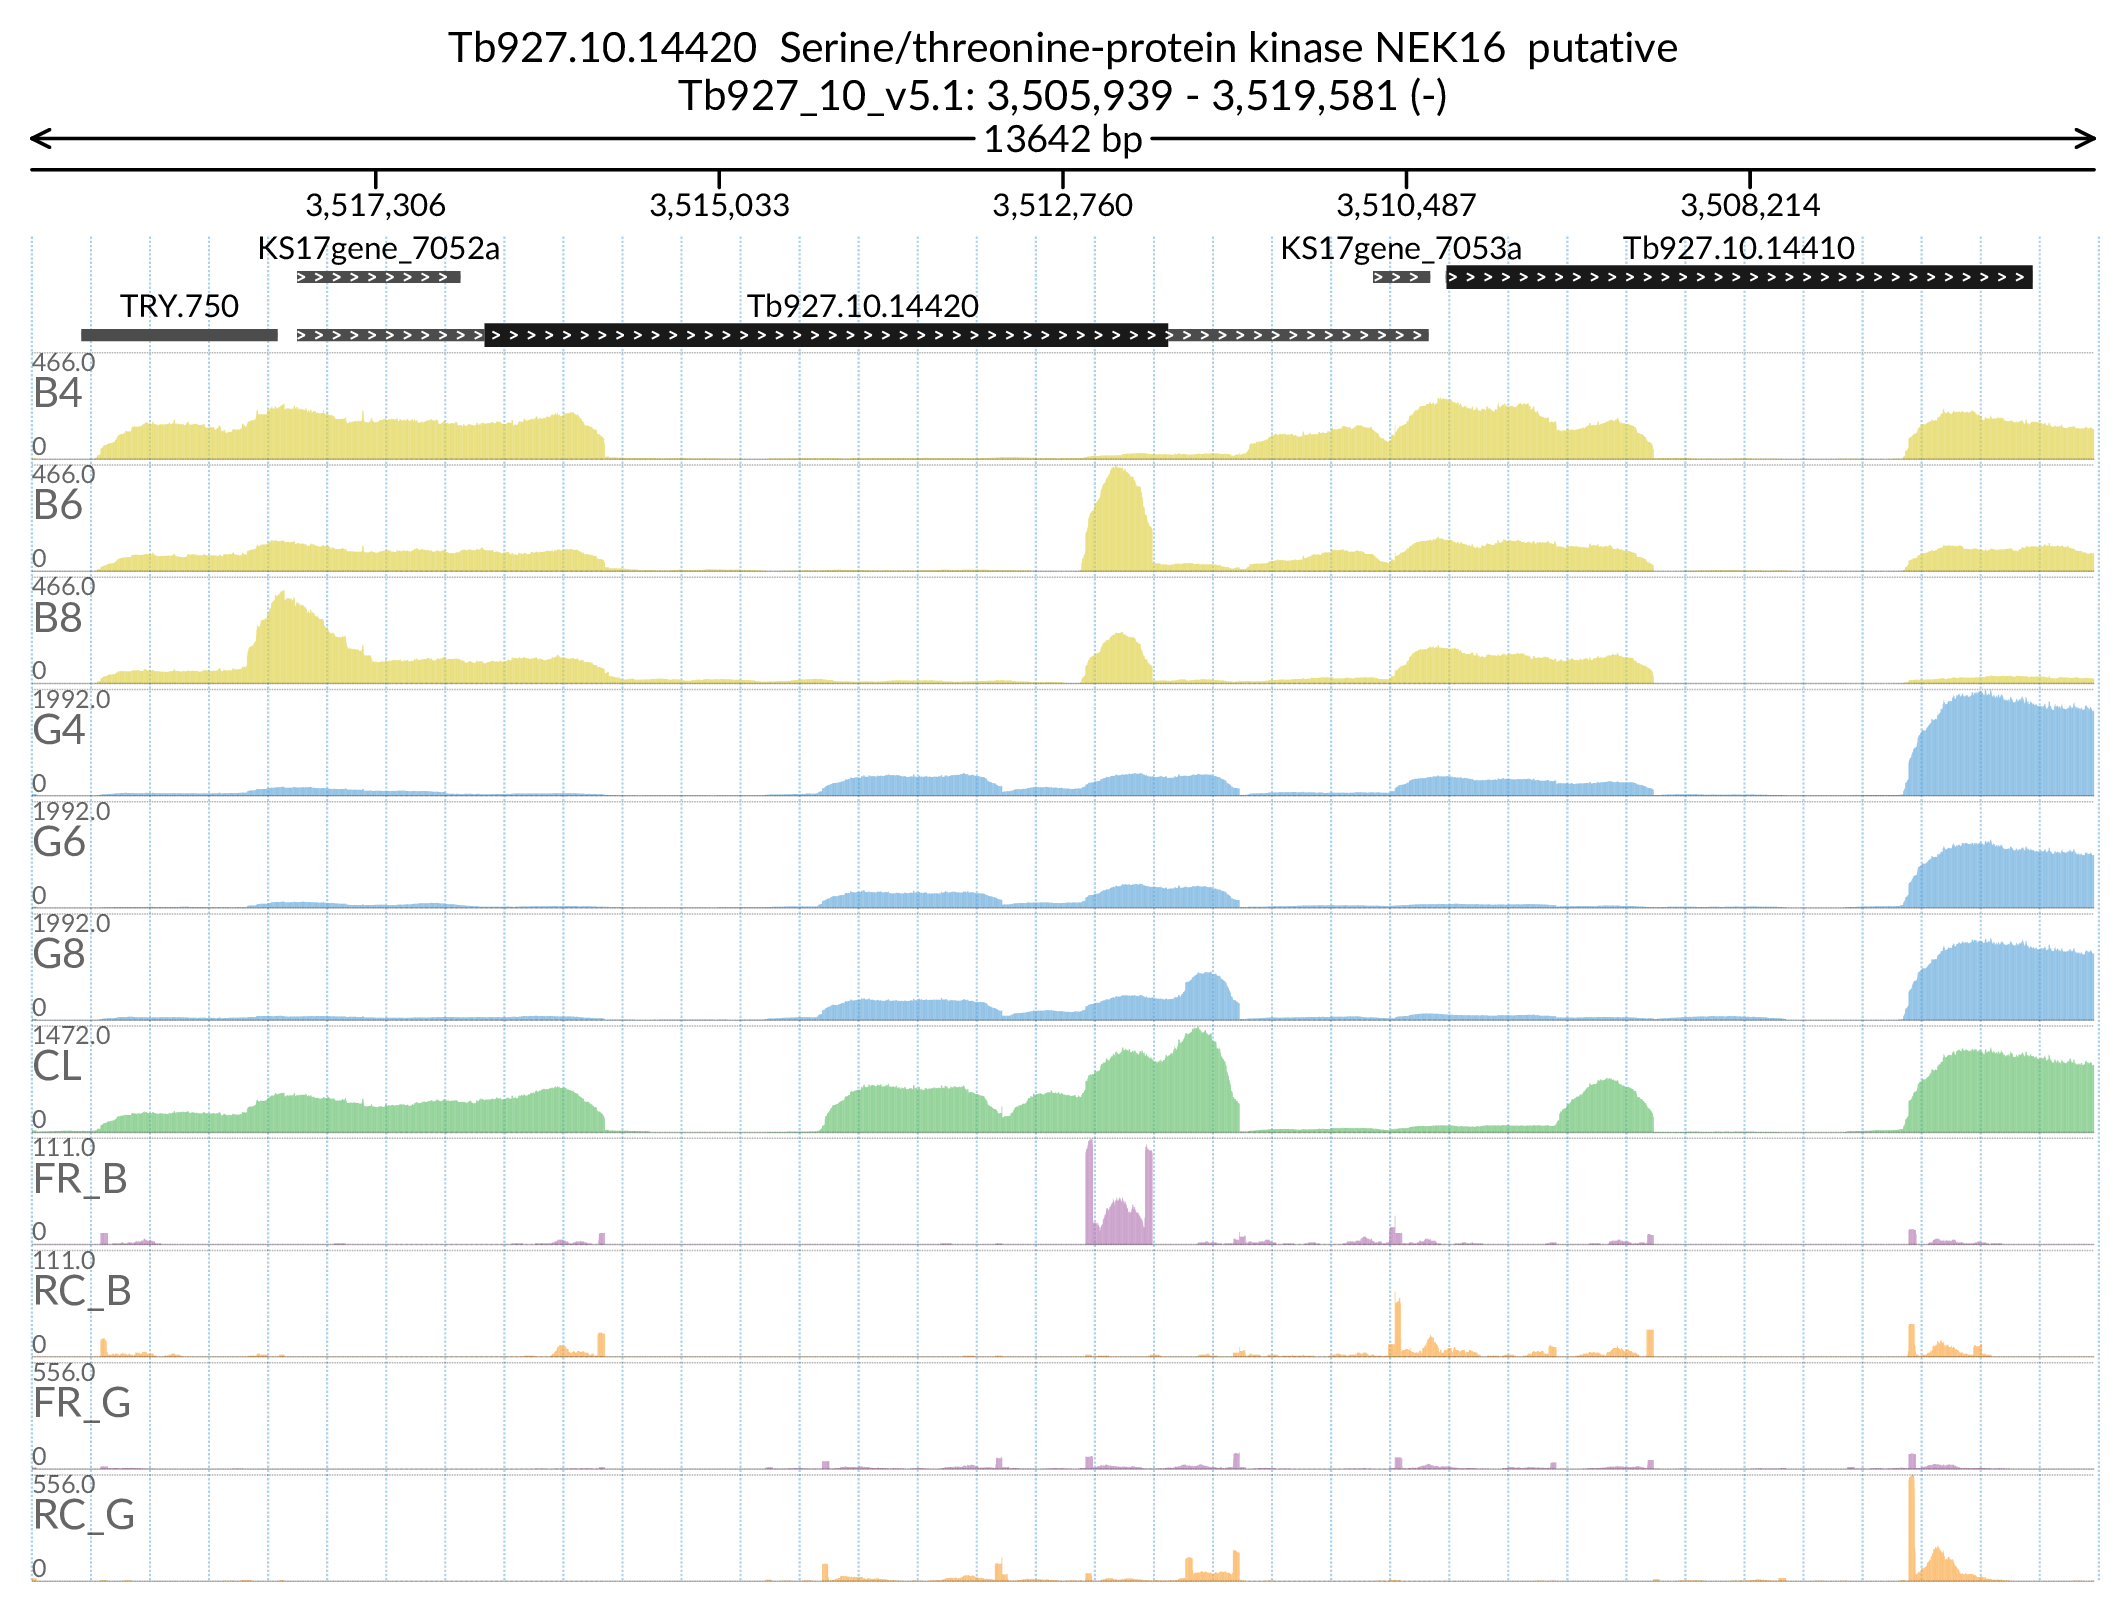 Tb927.10.14420  Serine/threonine-protein kinase NEK16  putative
Tb927_10_v5.1: 3,505,939 - 3,519,581 (-)
13642 bp
3,517,306 3,515,033 3,512,760 3,510,487 3,508,214
KS17gene_7052a KS17gene_7053a Tb927.10.14410
TRY.750 Tb927.10.14420
466.0
B4
0
466.0
B6
0
466.0
B8
0
1992.0
G4
0
1992.0
G6
0
1992.0
G8
0
1472.0
CL
0
111.0
FR_B
0
111.0
RC_B
0
556.0
FR_G
0
556.0
RC_G
0